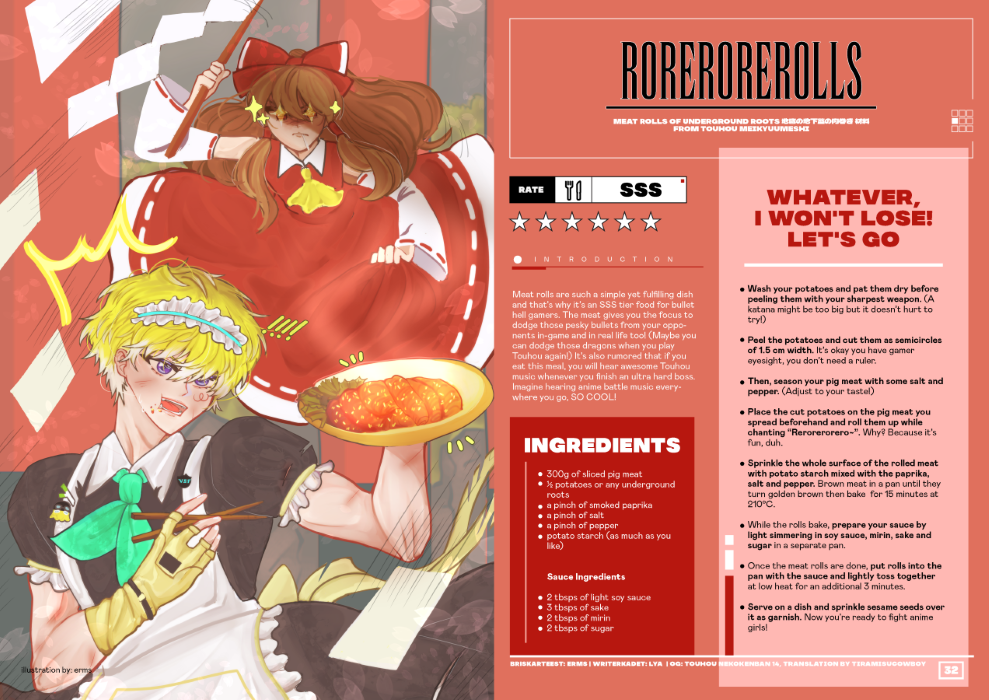 ROREROREROLLS
MEAT ROLLS OF UNDERGROUND ROOTS
FROM TOUHOU MEIKYUUMESHI
RATE
SSS
INTRODUCTION
Meat rolls are such a simple yet fulfilling dish
and that's why it's an SSS tier food for bullet
hell gamers. The meat gives you the focus to
dodge those pesky bullets from your oppo-
nents in-game and in real life too! (Maybe you
can dodge those dragons when you play
Touhou again!) It's also rumored that if you
eat this meal, you will hear awesome Touhou
music whenever you finish an ultra hard boss.
Imagine hearing anime battle music every-
where you go, SO COOL!
INGREDIENTS
300g of sliced pig meat
½ potatoes or any underground
roots
a pinch of smoked paprika
a pinch of salt
a pinch of pepper
potato starch (as much as you
like)
Sauce Ingredients
2 tbsps of light soy sauce
3 tbsps of sake
2 tbsps of mirin
2 tbsps of sugar
WHATEVER,
I WON'T LOSE!
LET'S GO
Wash your potatoes and pat them dry before
peeling them with your sharpest weapon. (A
katana might be too big but it doesn't hurt to
try!)
Peel the potatoes and cut them as semicircles
of 1.5 cm width. It's okay you have gamer
eyesight, you don't need a ruler.
Then, season your pig meat with some salt and
pepper. (Adjust to your taste!)
Place the cut potatoes on the pig meat you
spread beforehand and roll them up while
chanting "Rerorerorero~". Why? Because it's
fun, duh.
Sprinkle the whole surface of the rolled meat
with potato starch mixed with the paprika,
salt and pepper. Brown meat in a pan until they
turn golden brown then bake for 15 minutes at
210°C.
While the rolls bake, prepare your sauce by
light simmering in soy sauce, mirin, sake and
sugar in a separate pan.
Once the meat rolls are done, put rolls into the
pan with the sauce and lightly toss together
at low heat for an additional 3 minutes.
Serve on a dish and sprinkle sesame seeds over
it as garnish. Now you're ready to fight anime
girls!
illustration by: erms
BRISKARTEEST: ERMS | WRITERKADET: LYA | OG: TOUHOU NEKOKENBAN 14, TRANSLATION BY TIRAMISUCOWBOY
32